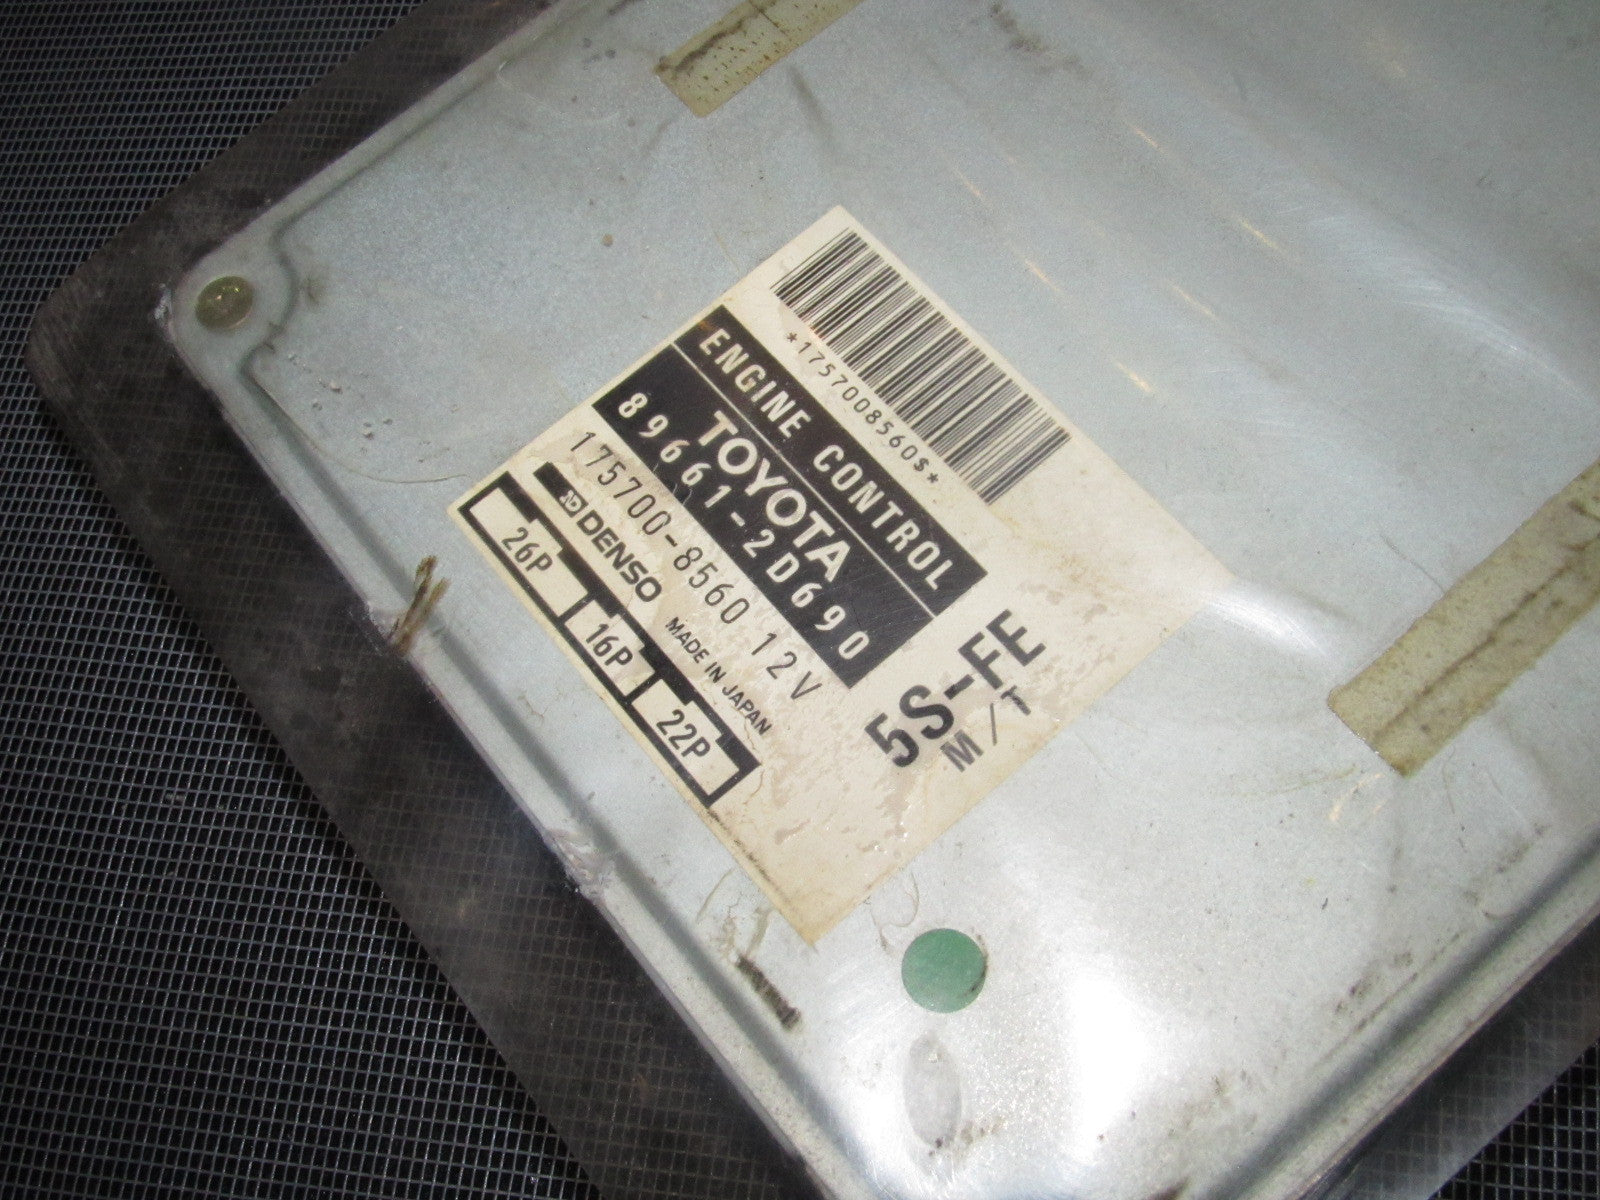 *1757008560$*
ENGINE CONTROL
TOYOTA
89661-2D690
175700-8560 12V
DENSO MADE IN JAPAN
26P 16P 22P
5S-FE
M/T